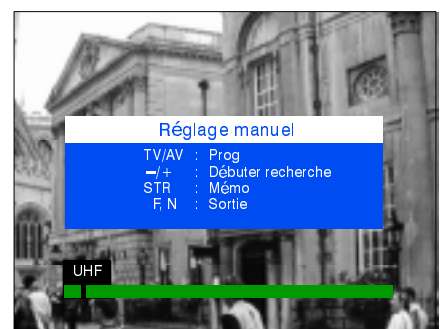 Réglage manuel
TV/AV : Prog
−/+ : Débuter recherche
STR : Mémo
F, N : Sortie
UHF